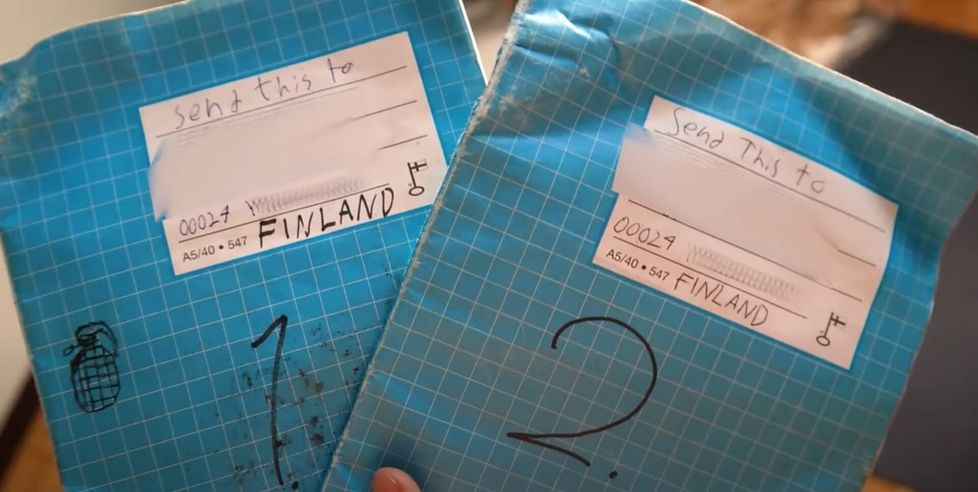 Send this to
00024
FINLAND
A5/40 • 547
1.
Send This to
00024
A5/40 • 547 FINLAND
2.